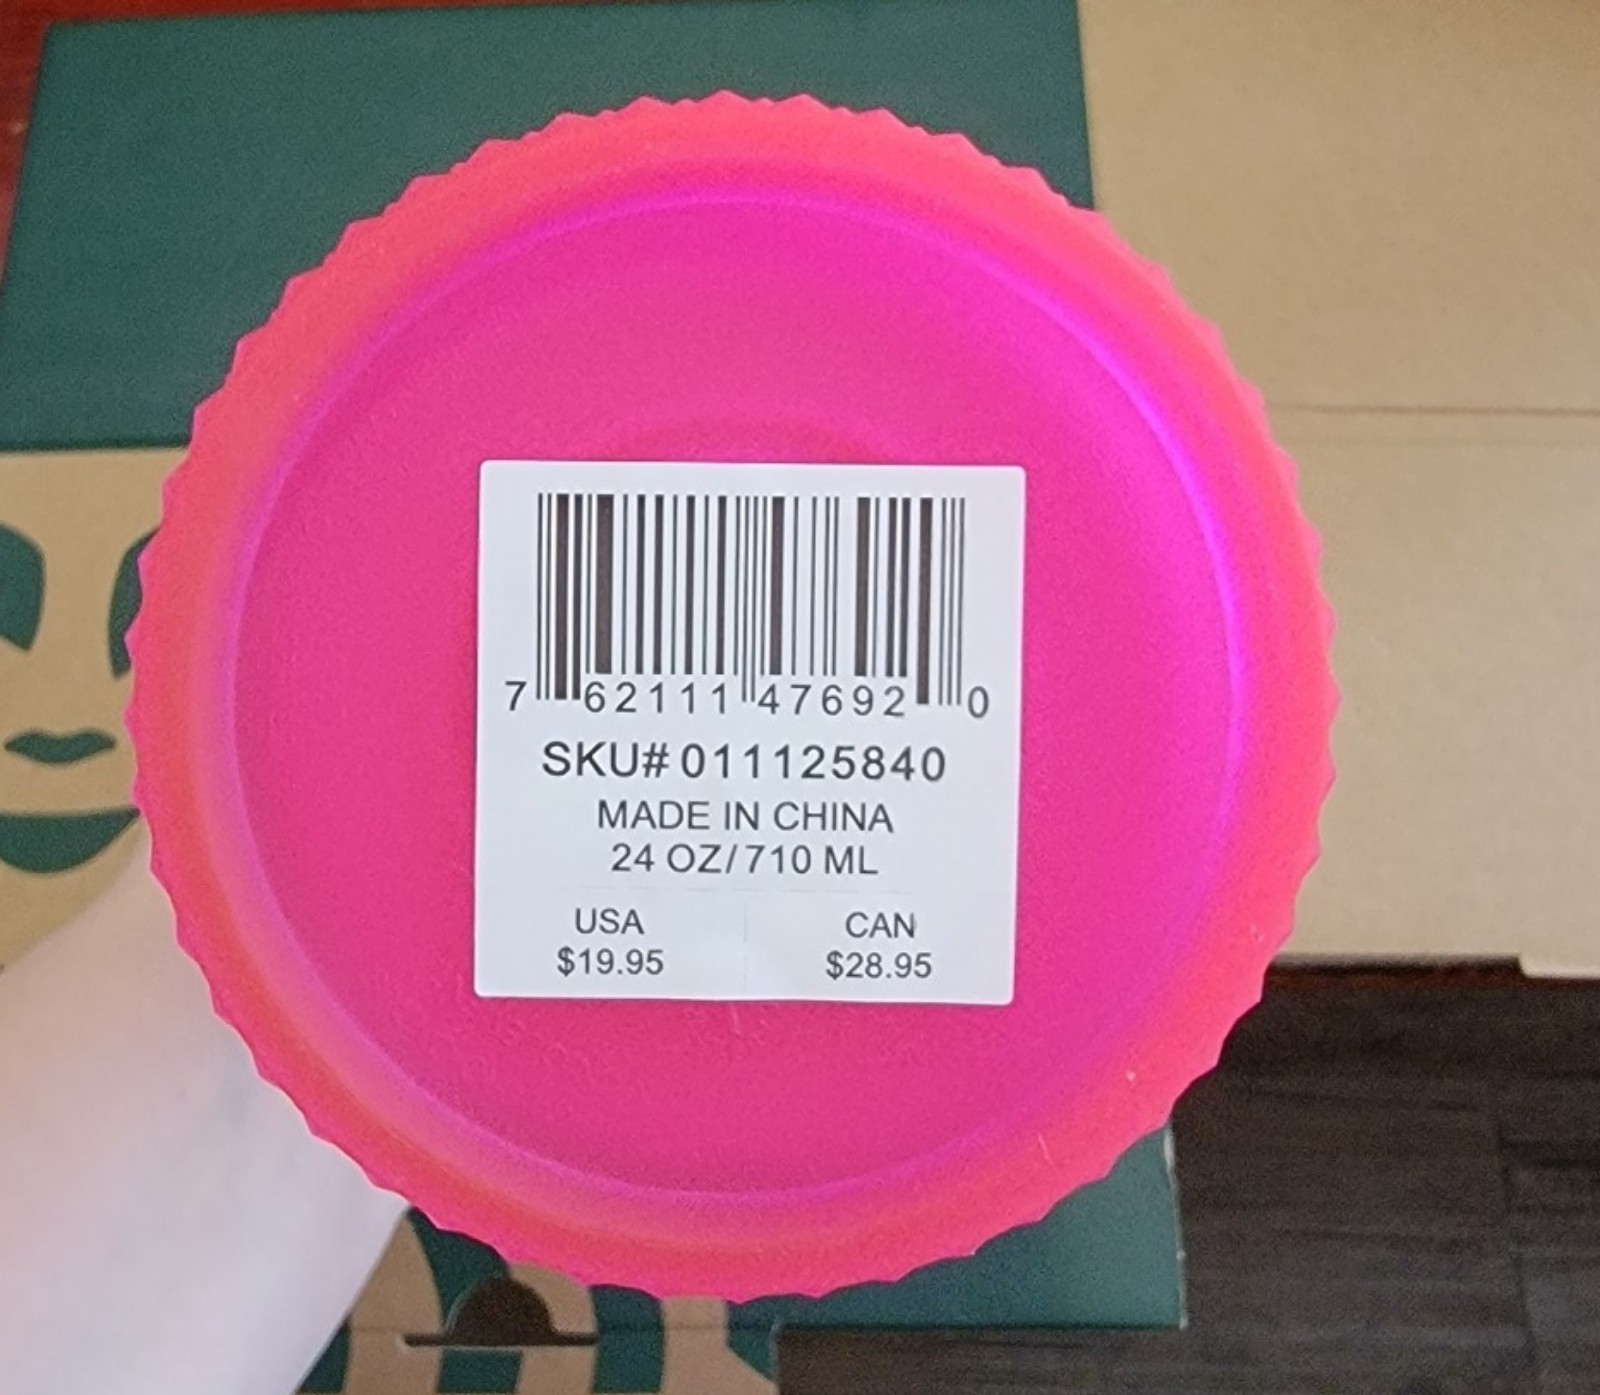 7 62111 47692 0
SKU# 011125840
MADE IN CHINA
24 OZ/710 ML
USA CAN
$19.95 $28.95